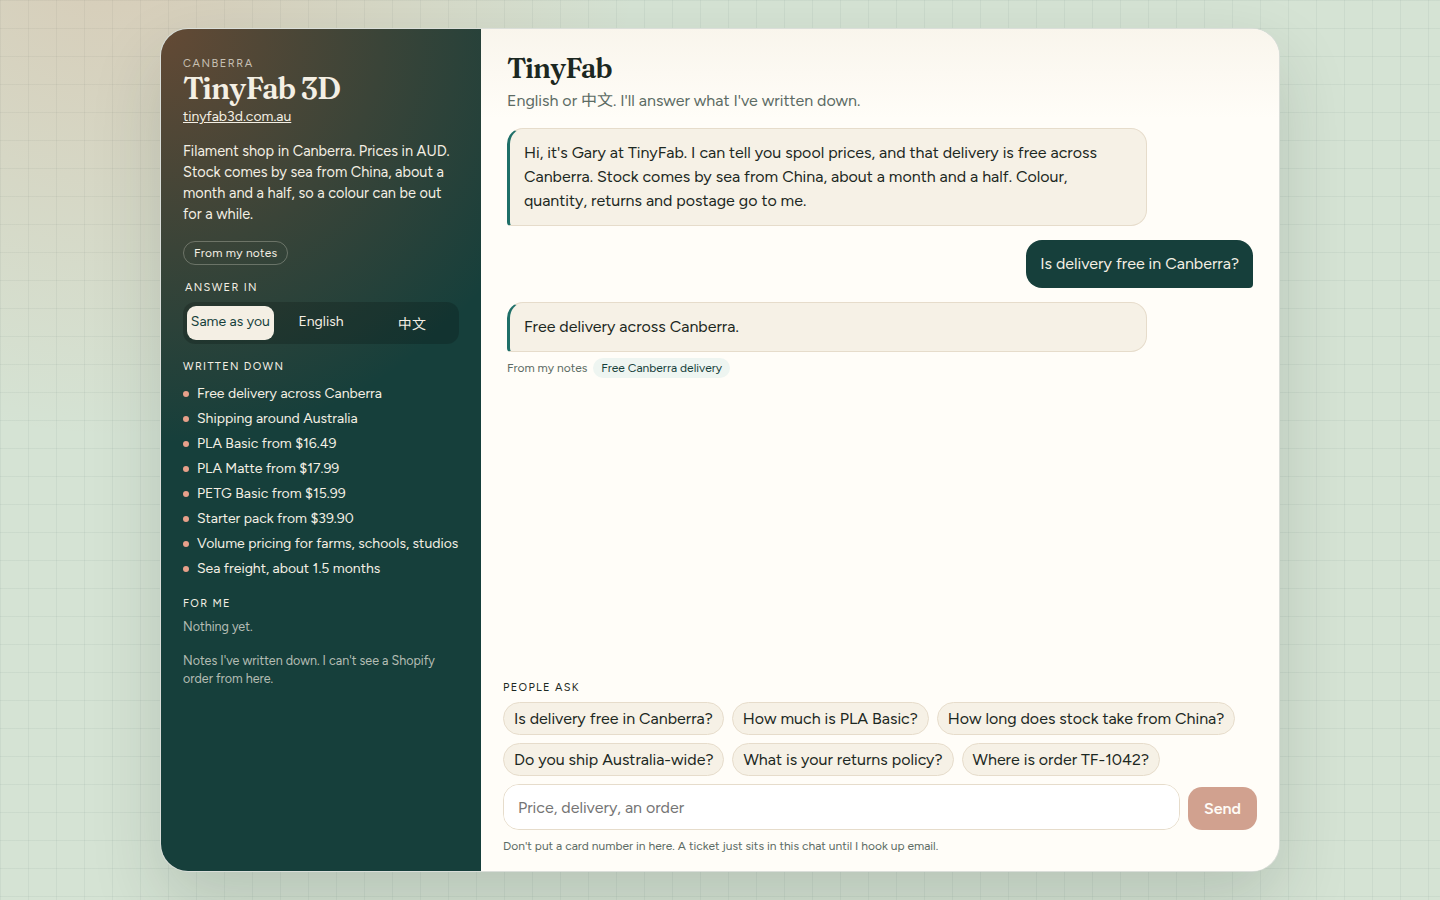 CANBERRA
TinyFab 3D
tinyfab3d.com.au
Filament shop in Canberra. Prices in AUD.
Stock comes by sea from China, about a
month and a half, so a colour can be out
for a while.
From my notes
ANSWER IN
Same as you English 中文
WRITTEN DOWN
Free delivery across Canberra
Shipping around Australia
PLA Basic from $16.49
PLA Matte from $17.99
PETG Basic from $15.99
Starter pack from $39.90
Volume pricing for farms, schools, studios
Sea freight, about 1.5 months
FOR ME
Nothing yet.
Notes I've written down. I can't see a Shopify
order from here.
TinyFab
English or 中文. I'll answer what I've written down.
Hi, it's Gary at TinyFab. I can tell you spool prices, and that delivery is free across
Canberra. Stock comes by sea from China, about a month and a half. Colour,
quantity, returns and postage go to me.
Is delivery free in Canberra?
Free delivery across Canberra.
From my notes Free Canberra delivery
PEOPLE ASK
Is delivery free in Canberra? How much is PLA Basic? How long does stock take from China?
Do you ship Australia-wide? What is your returns policy? Where is order TF-1042?
Price, delivery, an order Send
Don't put a card number in here. A ticket just sits in this chat until I hook up email.